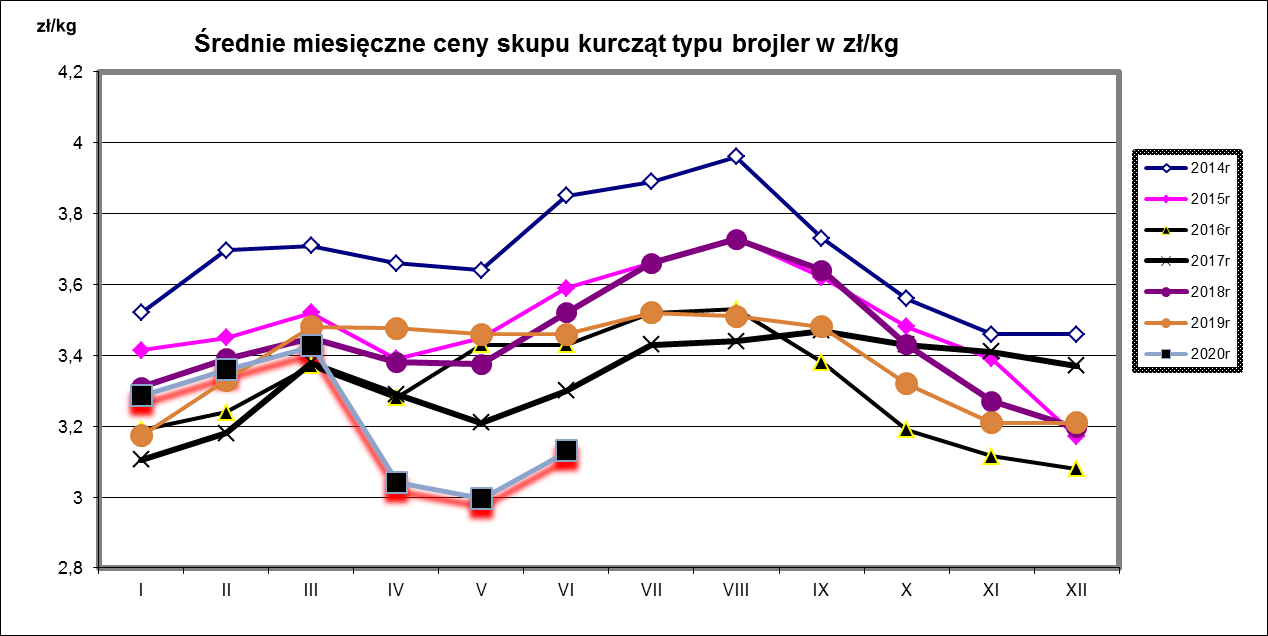 zł/kg
Średnie miesięczne ceny skupu kurcząt typu brojler w zł/kg
4,2
4
3,8
3,6
3,4
3,2
3
2,8
I II III IV V VI VII VIII IX X XI XII
2014r
2015r
2016r
2017r
2018r
2019r
2020r